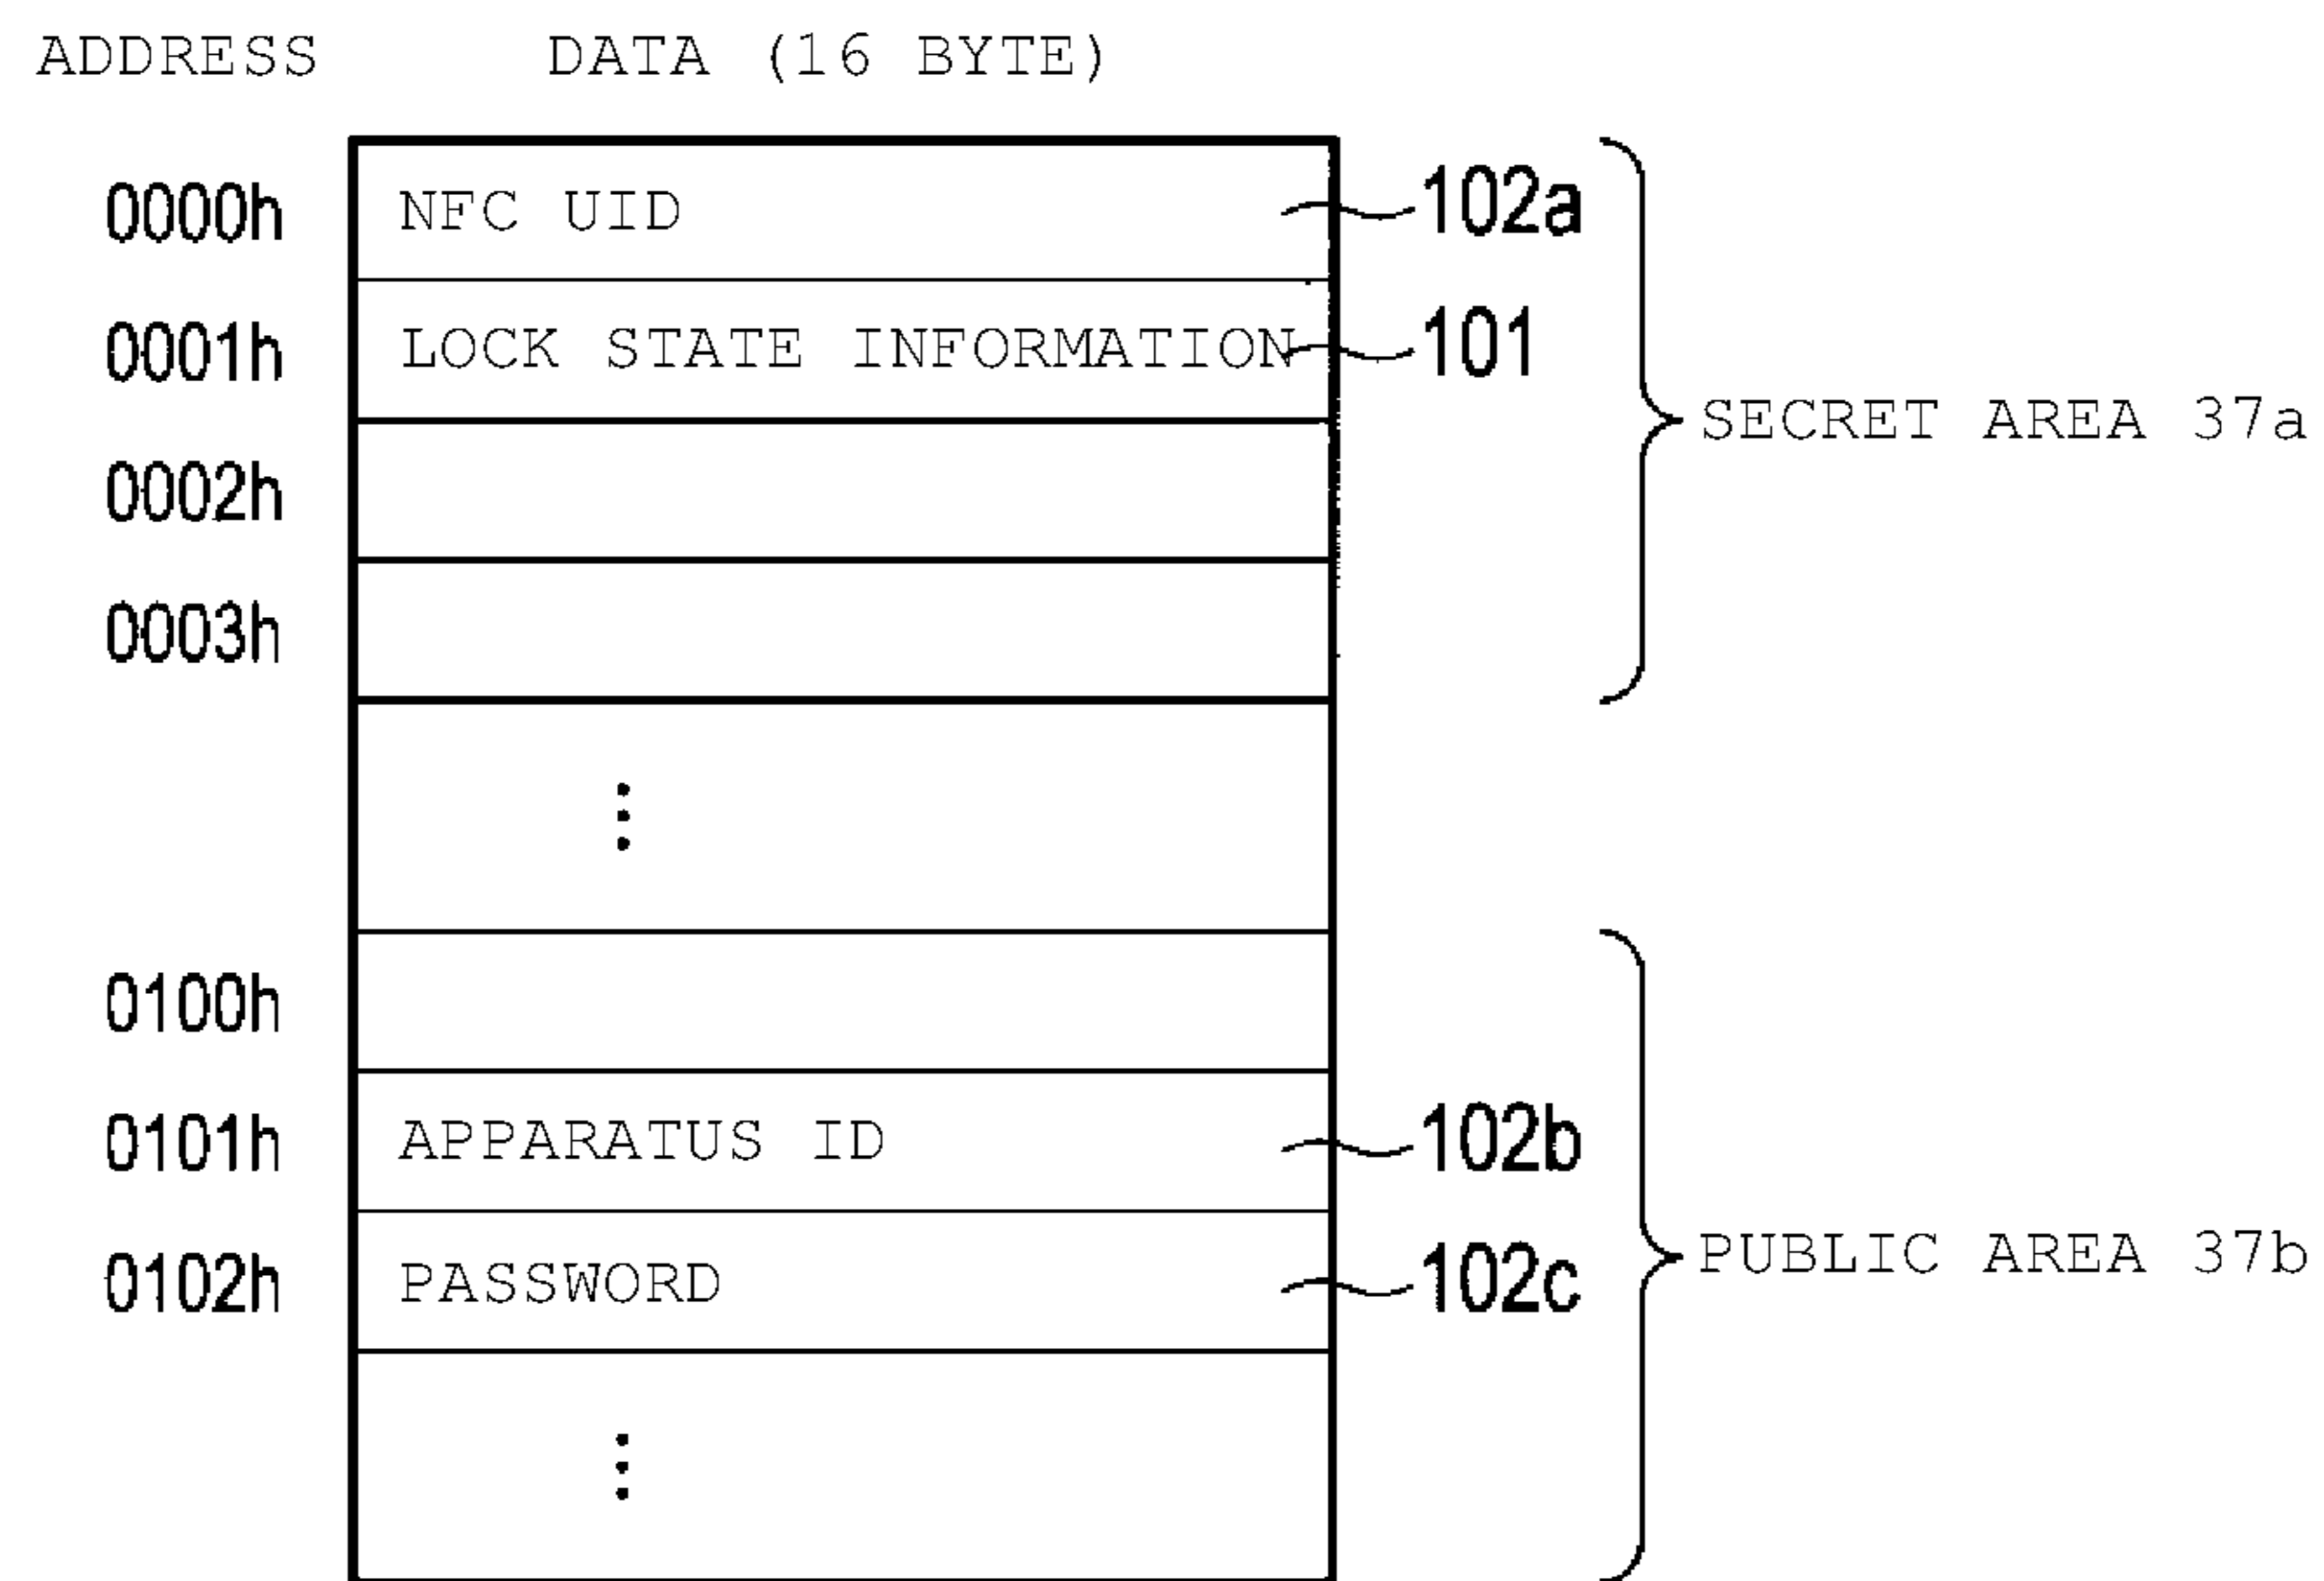 ADDRESS DATA (16 BYTE)
0000h NFC UID 102a
0001h LOCK STATE INFORMATION 101
SECRET AREA 37a
0002h
0003h
0100h
0101h APPARATUS ID 102b
0102h PASSWORD 102c
PUBLIC AREA 37b